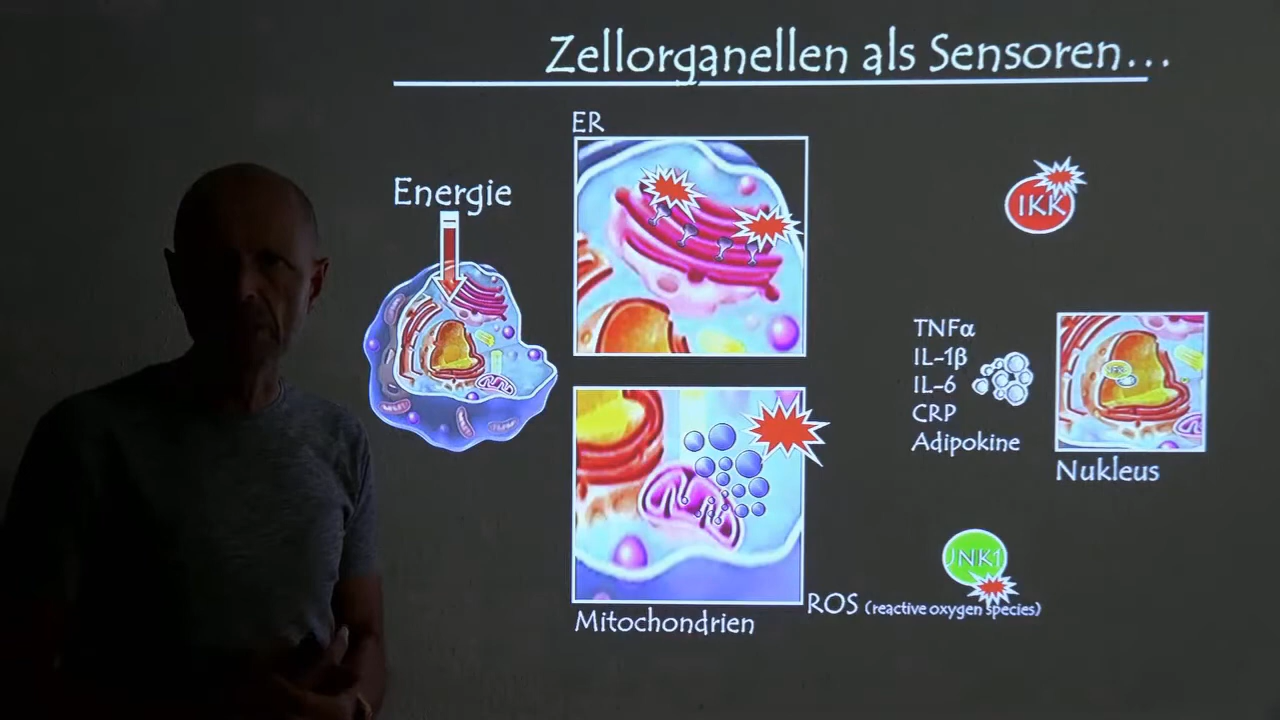 Zellorganellen als Sensoren...
ER
Energie
IKK
TNFα
IL-1β
IL-6
CRP
Adipokine
Nukleus
JNK1
ROS (reactive oxygen species)
Mitochondrien